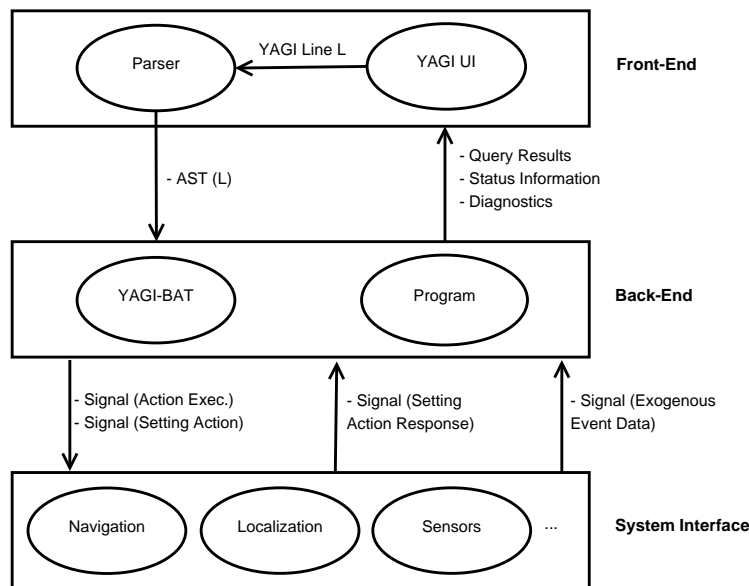 YAGI Line L
Parser
YAGI UI
Front-End
- AST (L)
- Query Results
- Status Information
- Diagnostics
YAGI-BAT
Program
Back-End
- Signal (Action Exec.)
- Signal (Setting Action)
- Signal (Setting
Action Response)
- Signal (Exogenous
Event Data)
Navigation
Localization
Sensors
...
System Interface